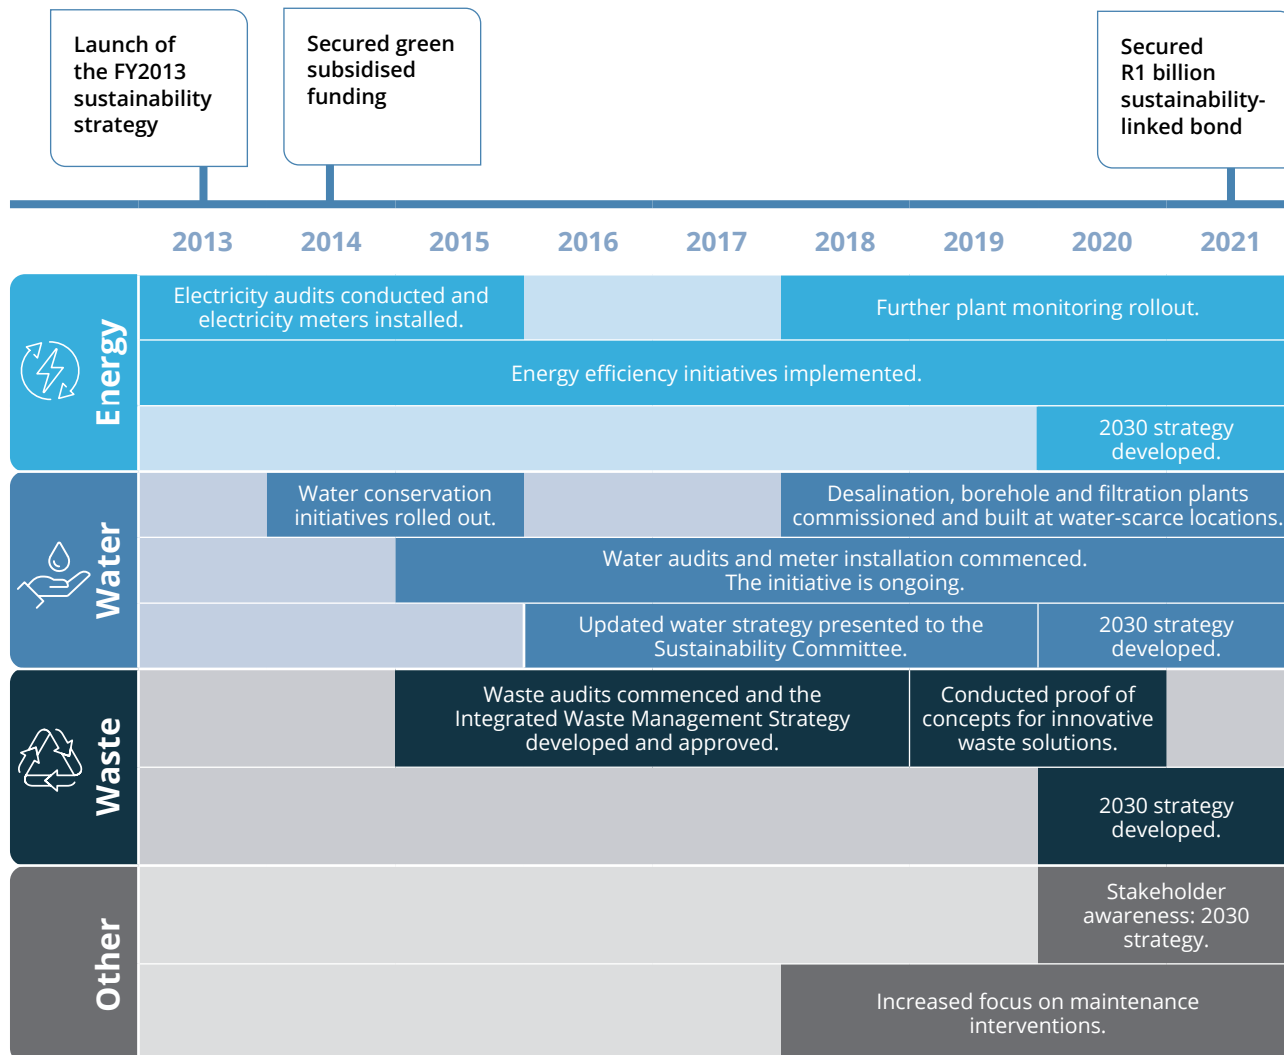 Launch of
the FY2013
sustainability
strategy
Secured green
subsidised
funding
Secured
R1 billion
sustainability-
linked bond
2013 2014 2015 2016 2017 2018 2019 2020 2021
Energy
Electricity audits conducted and
electricity meters installed.
Further plant monitoring rollout.
Energy efficiency initiatives implemented.
2030 strategy
developed.
Water
Water conservation
initiatives rolled out.
Desalination, borehole and filtration plants
commissioned and built at water-scarce locations.
Water audits and meter installation commenced.
The initiative is ongoing.
Updated water strategy presented to the
Sustainability Committee.
2030 strategy
developed.
Waste
Waste audits commenced and the
Integrated Waste Management Strategy
developed and approved.
Conducted proof of
concepts for innovative
waste solutions.
2030 strategy
developed.
Other
Stakeholder
awareness: 2030
strategy.
Increased focus on maintenance
interventions.